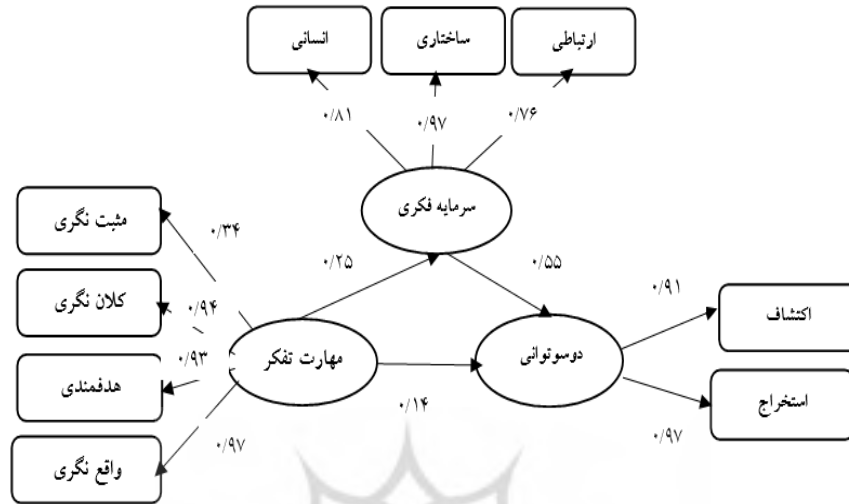 ارتباطی
ساختاری
انسانی
۰/۷۶
۰/۹۷
۰/۸۱
سرمایه فکری
مثبت نگری
۰/۳۴
۰/۲۵
۰/۵۵
کلان نگری
۰/۹۴
۰/۹۱
اکتشاف
مهارت تفکر
دوسوتوانی
هدفمندی
۰/۹۳
۰/۱۴
استخراج
۰/۹۷
واقع نگری
۰/۹۷